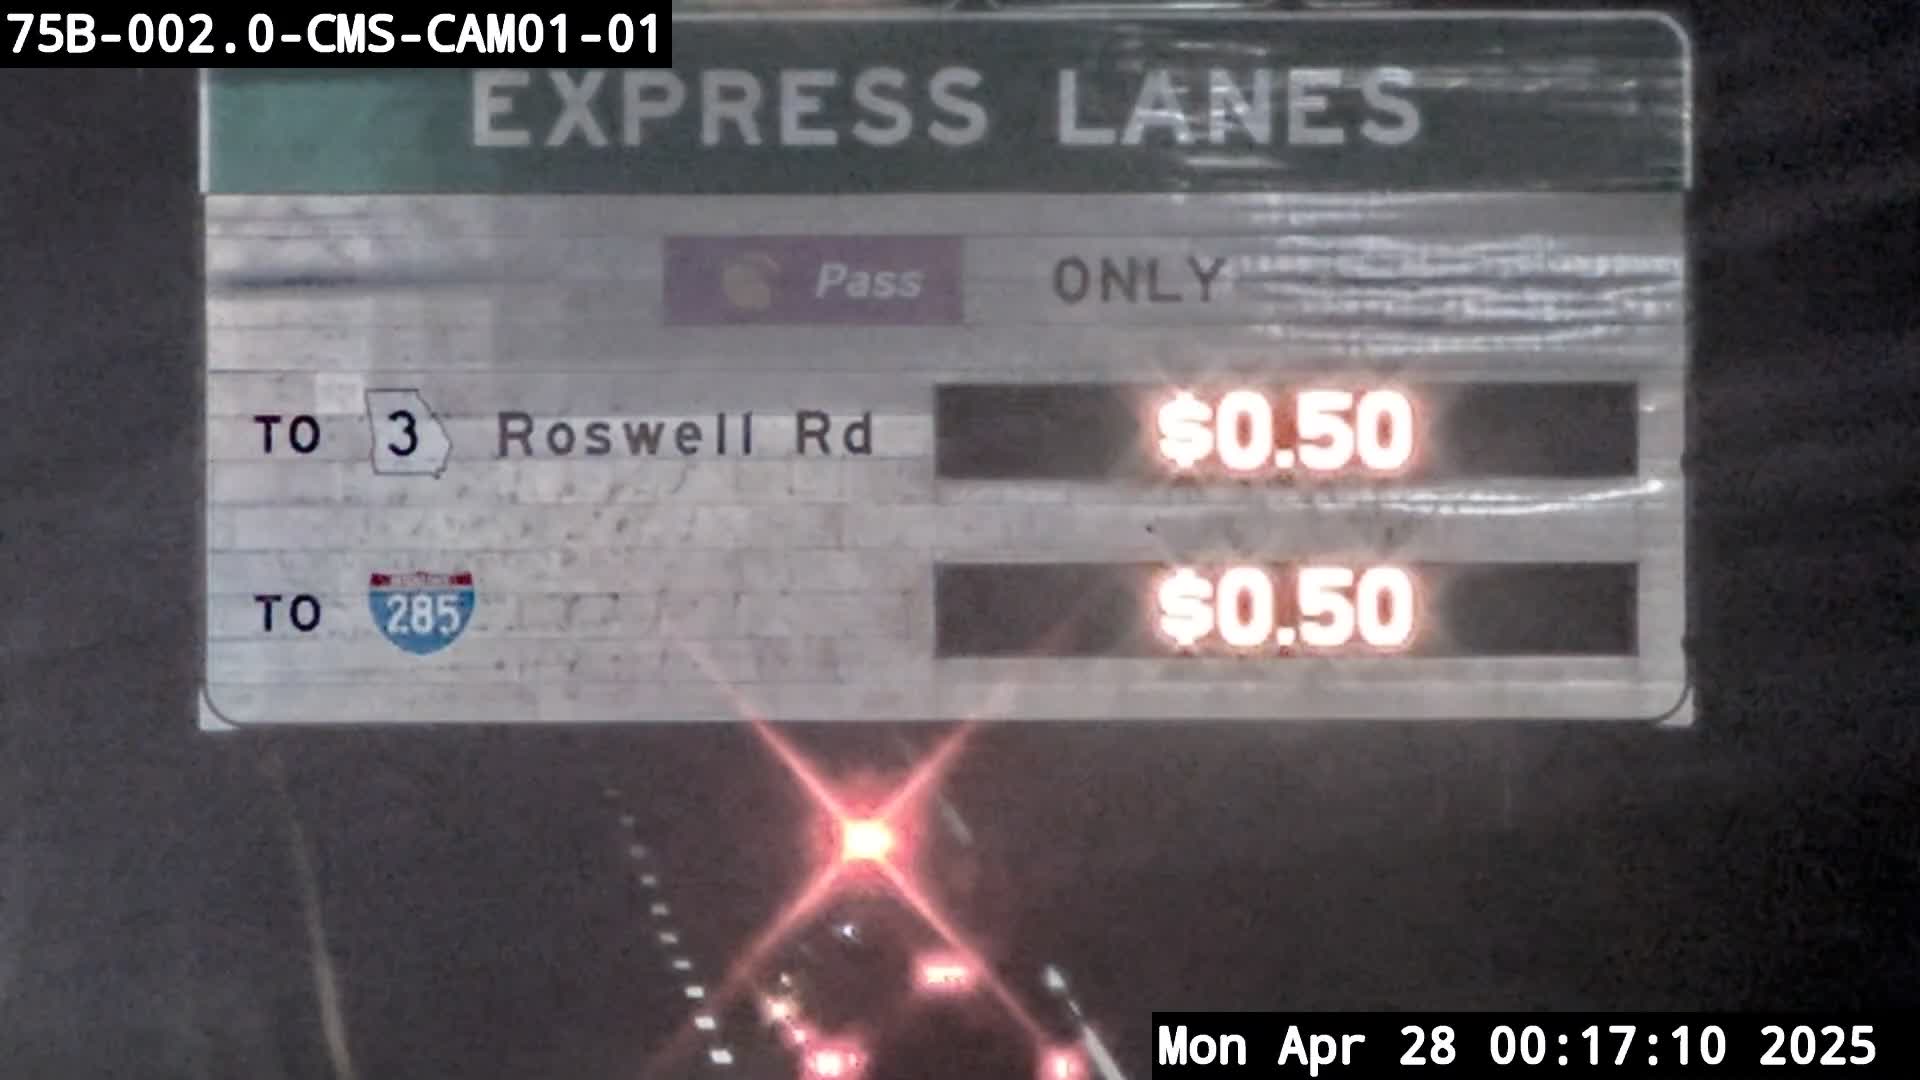 75B-002.0-CMS-CAM01-01
EXPRESS LANES
Pass ONLY
TO 3 Roswell Rd $0.50
TO 285 $0.50
Mon Apr 28 00:17:10 2025